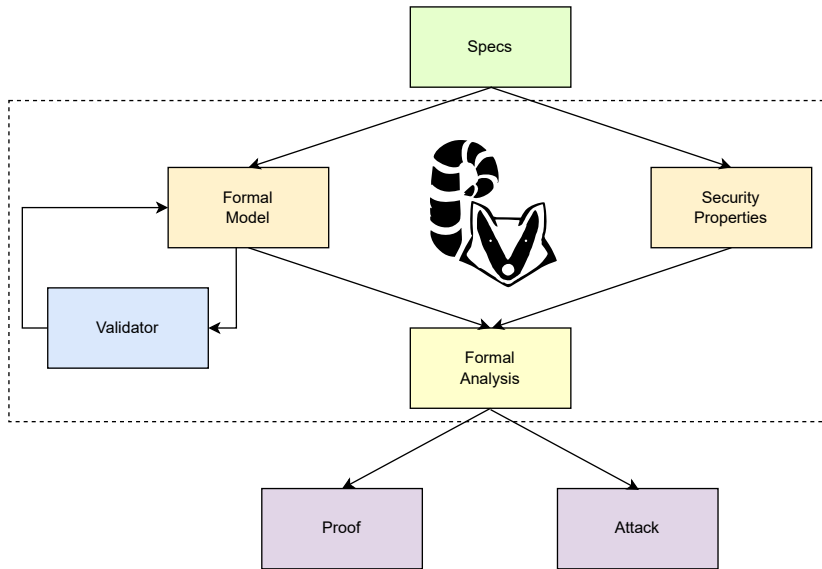 Specs
Formal
Model
Security
Properties
Validator
Formal
Analysis
Proof
Attack